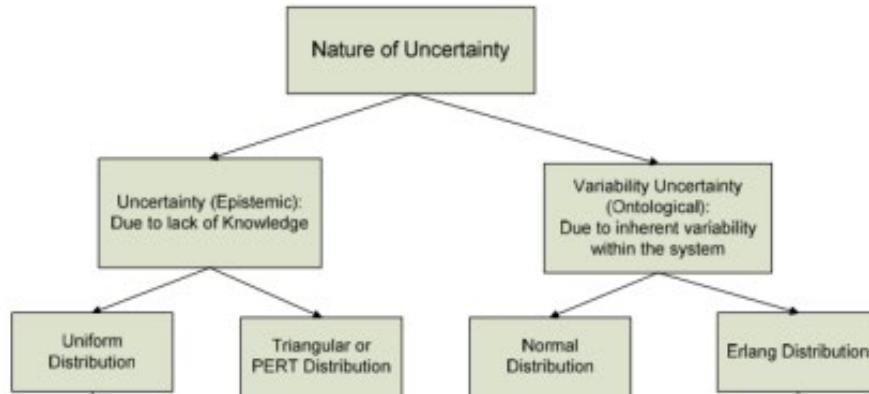 Nature of Uncertainty
Uncertainty (Epistemic):
Due to lack of Knowledge
Variability Uncertainty
(Ontological):
Due to inherent variability
within the system
Uniform
Distribution
Triangular or
PERT Distribution
Normal
Distribution
Erlang Distribution